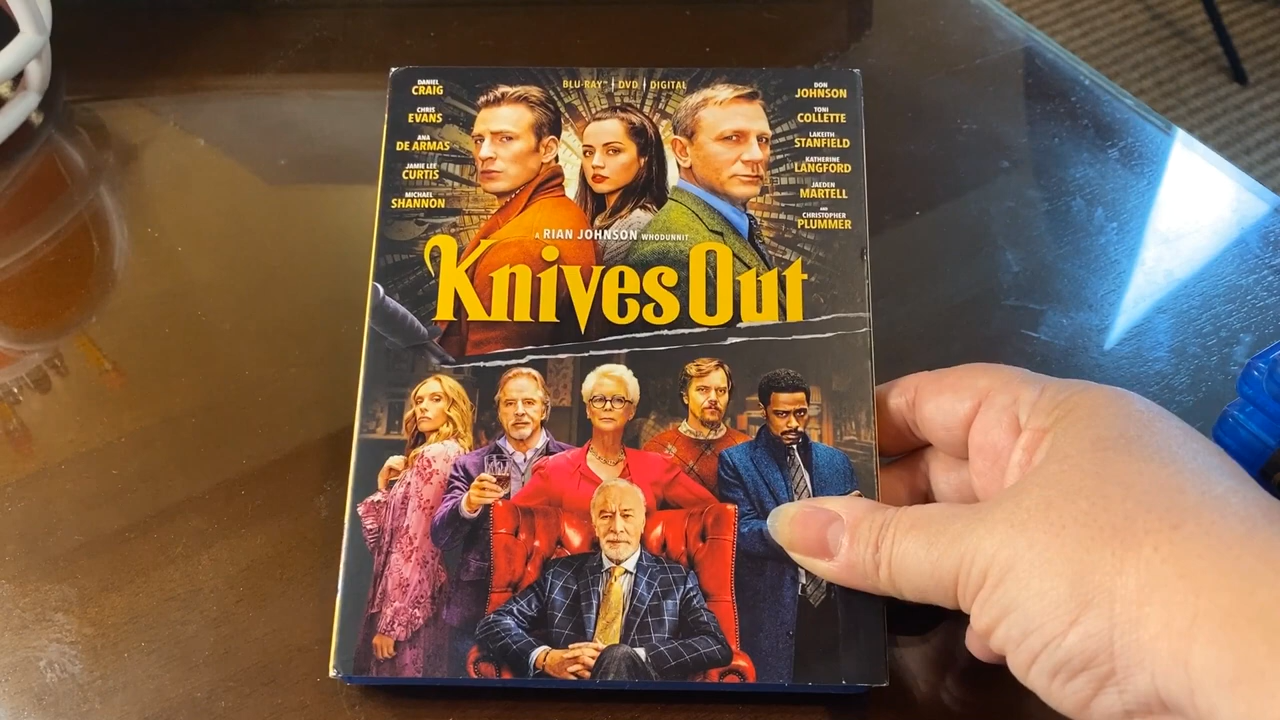 BLU-RAY™ | DVD | DIGITAL
DANIEL
CRAIG
CHRIS
EVANS
ANA
DE ARMAS
JAMIE LEE
CURTIS
MICHAEL
SHANNON
DON
JOHNSON
TONI
COLLETTE
LAKEITH
STANFIELD
KATHERINE
LANGFORD
JAEDEN
MARTELL
AND
CHRISTOPHER
PLUMMER
A RIAN JOHNSON WHODUNNIT
Knives Out